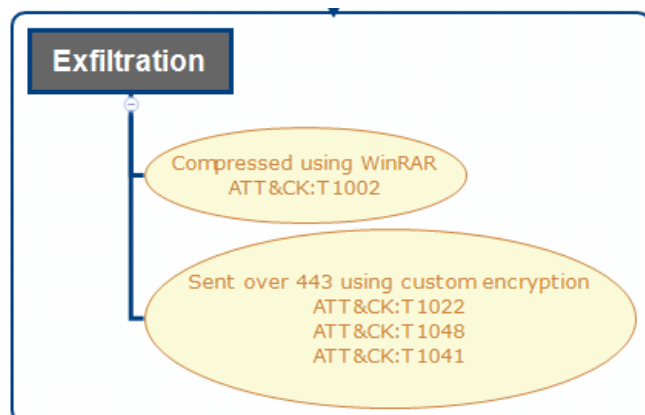 Exfiltration
Compressed using WinRAR
ATT&CK:T1002
Sent over 443 using custom encryption
ATT&CK:T1022
ATT&CK:T1048
ATT&CK:T1041